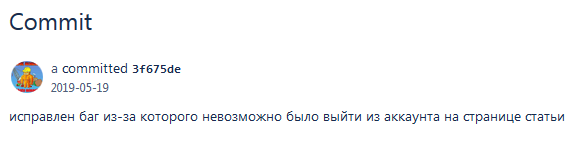 Commit
a committed 3f675de
2019-05-19
исправлен баг из-за которого невозможно было выйти из аккаунта на странице статьи